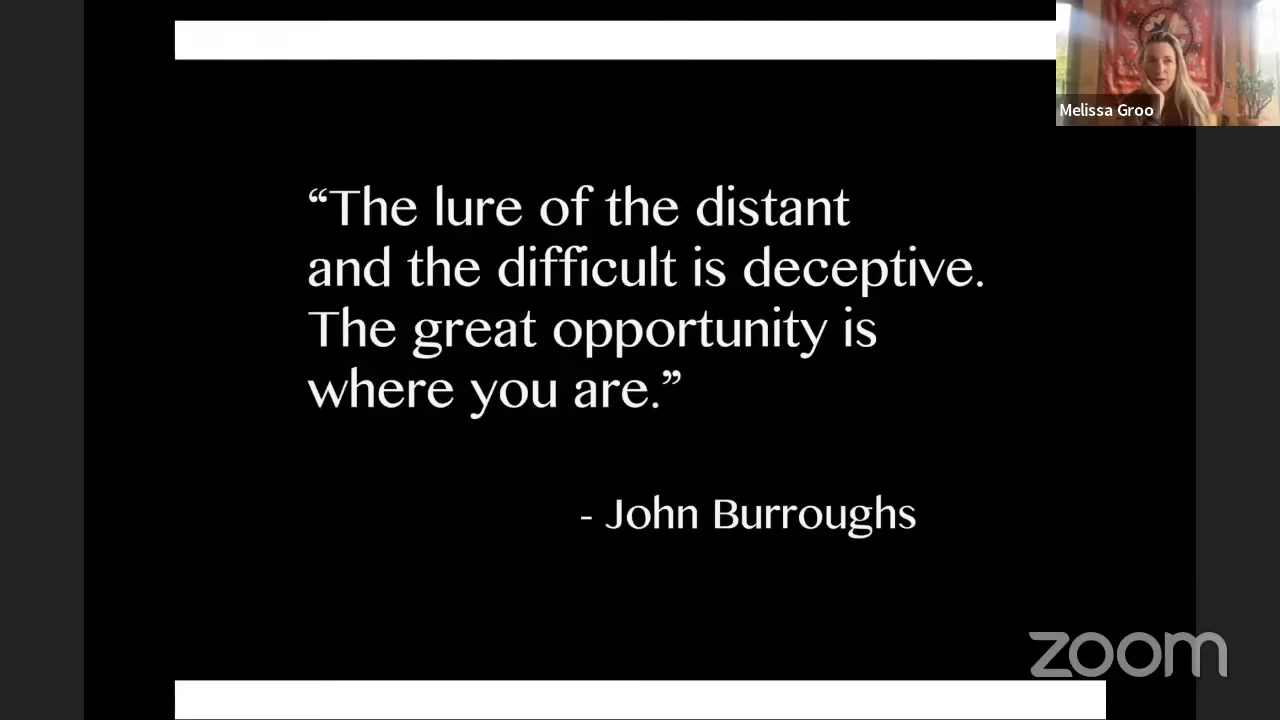 Melissa Groo
“The lure of the distant
and the difficult is deceptive.
The great opportunity is
where you are.”
- John Burroughs
zoom